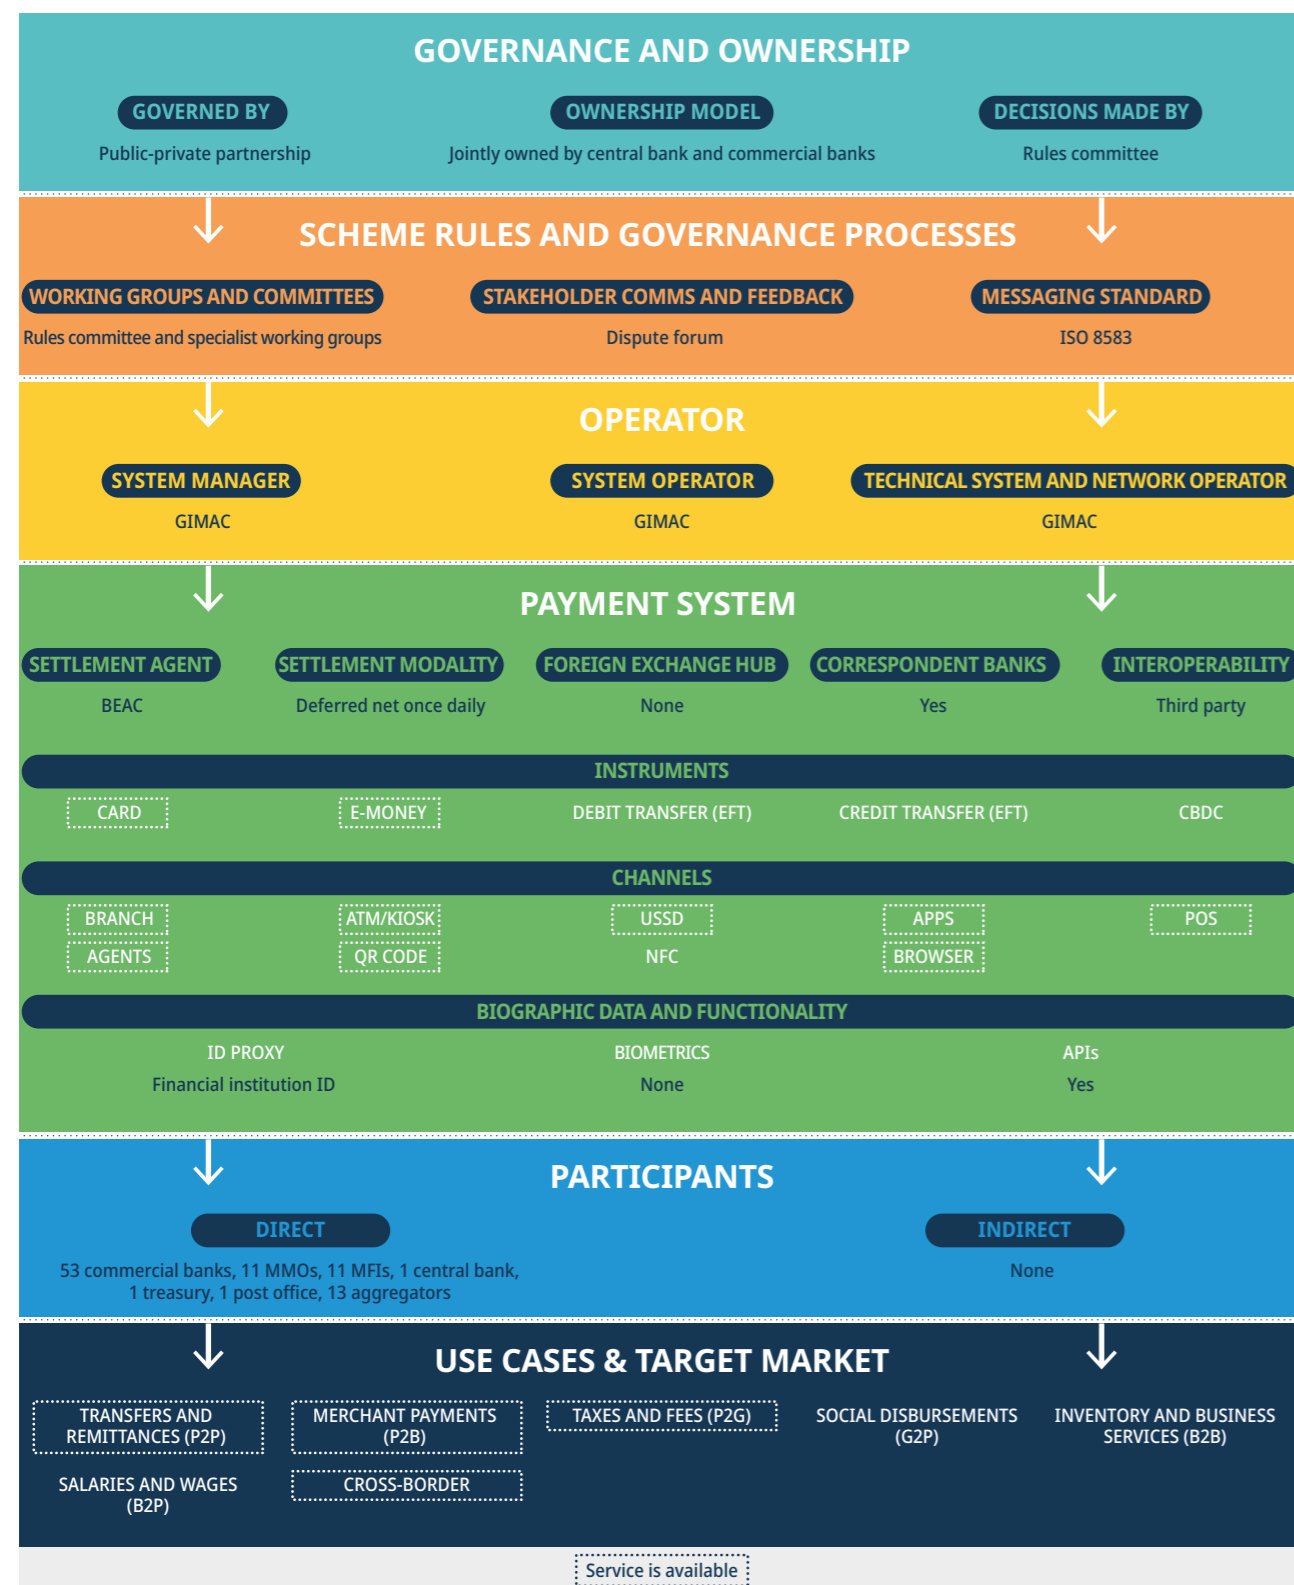 GOVERNANCE AND OWNERSHIP
GOVERNED BY
Public-private partnership
OWNERSHIP MODEL
Jointly owned by central bank and commercial banks
DECISIONS MADE BY
Rules committee
SCHEME RULES AND GOVERNANCE PROCESSES
WORKING GROUPS AND COMMITTEES
Rules committee and specialist working groups
STAKEHOLDER COMMS AND FEEDBACK
Dispute forum
MESSAGING STANDARD
ISO 8583
OPERATOR
SYSTEM MANAGER
GIMAC
SYSTEM OPERATOR
GIMAC
TECHNICAL SYSTEM AND NETWORK OPERATOR
GIMAC
PAYMENT SYSTEM
SETTLEMENT AGENT
BEAC
SETTLEMENT MODALITY
Deferred net once daily
FOREIGN EXCHANGE HUB
None
CORRESPONDENT BANKS
Yes
INTEROPERABILITY
Third party
INSTRUMENTS
CARD
E-MONEY
DEBIT TRANSFER (EFT)
CREDIT TRANSFER (EFT)
CBDC
CHANNELS
BRANCH
ATM/KIOSK
USSD
APPS
POS
AGENTS
QR CODE
NFC
BROWSER
BIOGRAPHIC DATA AND FUNCTIONALITY
ID PROXY
Financial institution ID
BIOMETRICS
None
APIs
Yes
PARTICIPANTS
DIRECT
53 commercial banks, 11 MMOs, 11 MFIs, 1 central bank,
1 treasury, 1 post office, 13 aggregators
INDIRECT
None
USE CASES & TARGET MARKET
TRANSFERS AND
REMITTANCES (P2P)
MERCHANT PAYMENTS
(P2B)
TAXES AND FEES (P2G)
SOCIAL DISBURSEMENTS
(G2P)
INVENTORY AND BUSINESS
SERVICES (B2B)
SALARIES AND WAGES
(B2P)
CROSS-BORDER
Service is available